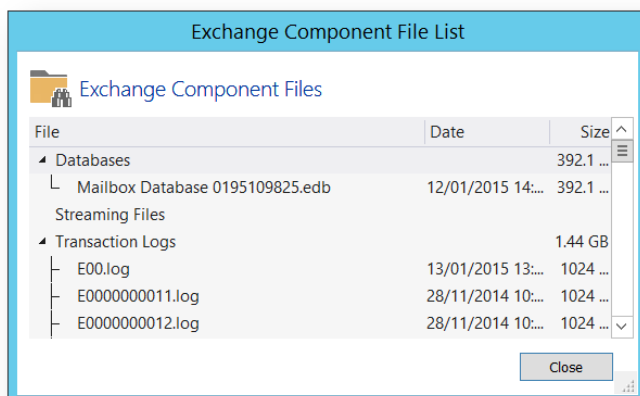 Exchange Component File List
Exchange Component Files
File Date Size
Databases 392.1 ...
Mailbox Database 0195109825.edb 12/01/2015 14:... 392.1 ...
Streaming Files
Transaction Logs 1.44 GB
E00.log 13/01/2015 13:... 1024 ...
E0000000011.log 28/11/2014 10:... 1024 ...
E0000000012.log 28/11/2014 10:... 1024 ...
Close